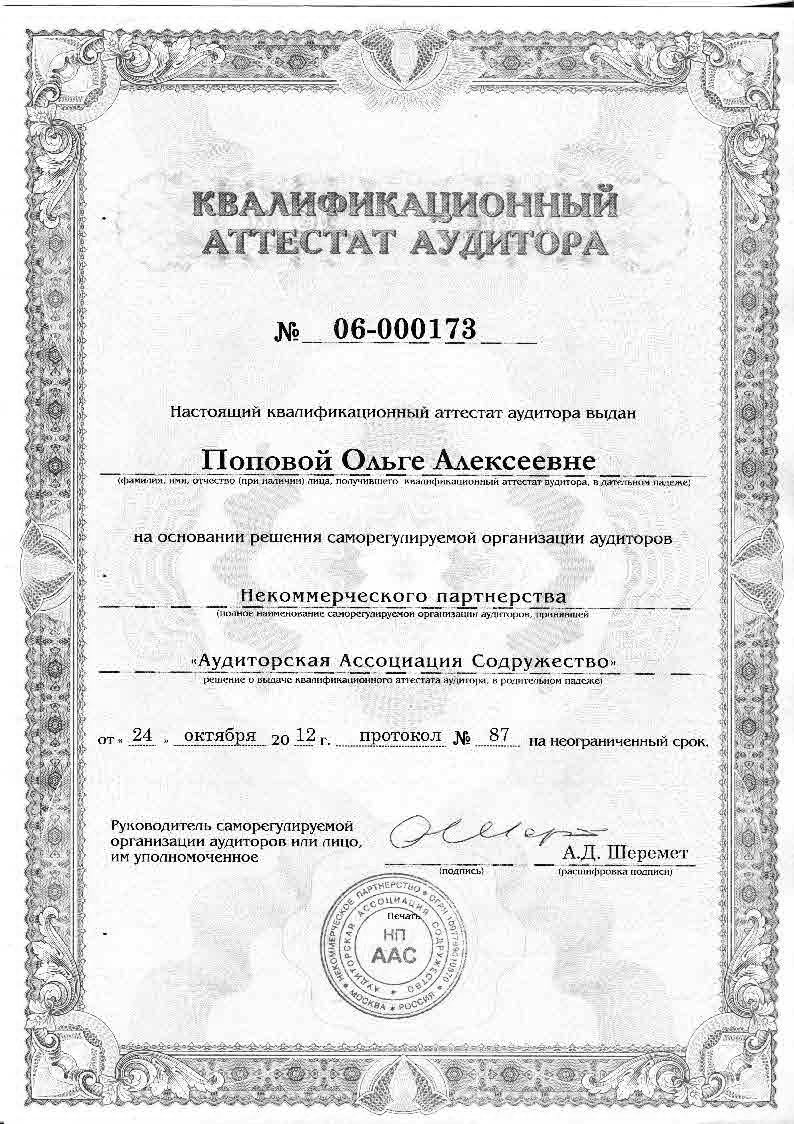 КВАЛИФИКАЦИОННЫЙ
АТТЕСТАТ АУДИТОРА
№ 06-000173
Настоящий квалификационный аттестат аудитора выдан
Поповой Ольге Алексеевне
(фамилия, имя, отчество (при наличии) лица, получившего квалификационный аттестат аудитора, в дательном падеже)
на основании решения саморегулируемой организации аудиторов
Некоммерческого партнерства
(полное наименование саморегулируемой организации аудиторов, принявшей
«Аудиторская Ассоциация Содружество»
решение о выдаче квалификационного аттестата аудитора, в родительном падеже)
от « 24 » октября 20 12 г. протокол № 87 на неограниченный срок.
Руководитель саморегулируемой
организации аудиторов или лицо,
им уполномоченное
А.Д. Шеремет
(подпись) (расшифровка подписи)
НЕКОММЕРЧЕСКОЕ ПАРТНЕРСТВО
АУДИТОРСКАЯ АССОЦИАЦИЯ СОДРУЖЕСТВО
Печать
НП
ААС
МОСКВА * РОССИЯ